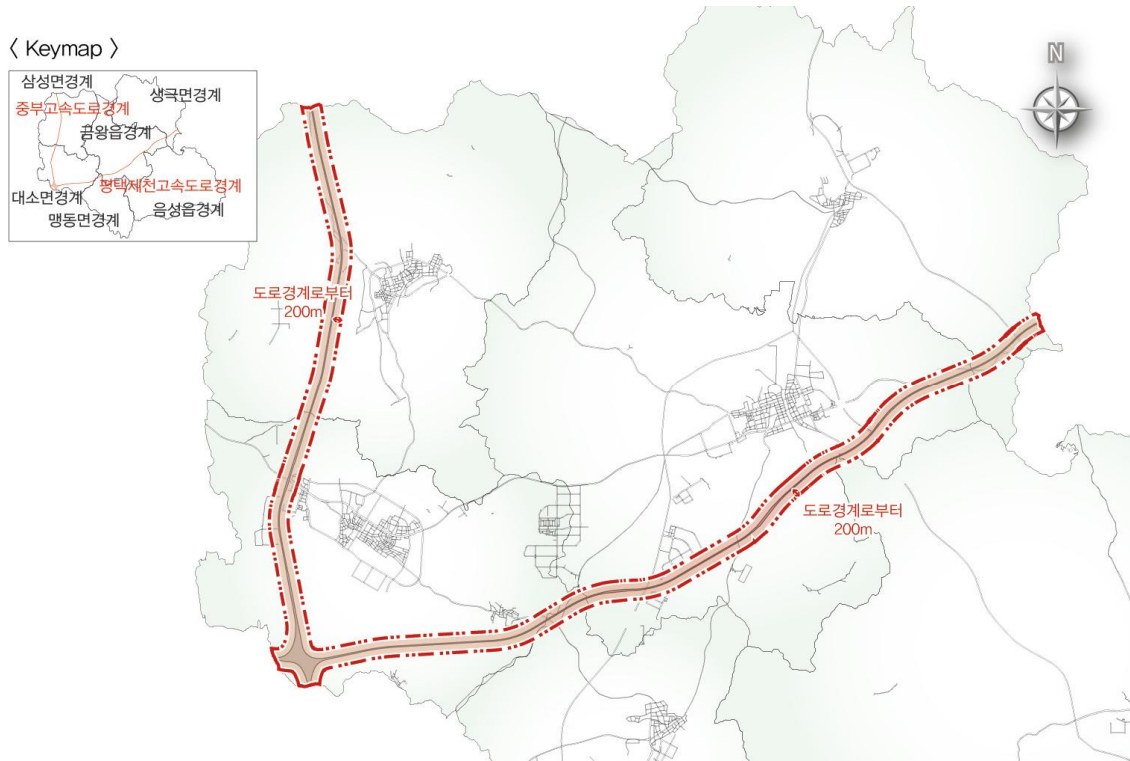 〈 Keymap 〉
삼성면경계
생극면경계
중부고속도로경계
금왕읍경계
평택제천고속도로경계
대소면경계
음성읍경계
맹동면경계
N
도로경계로부터
200m
도로경계로부터
200m